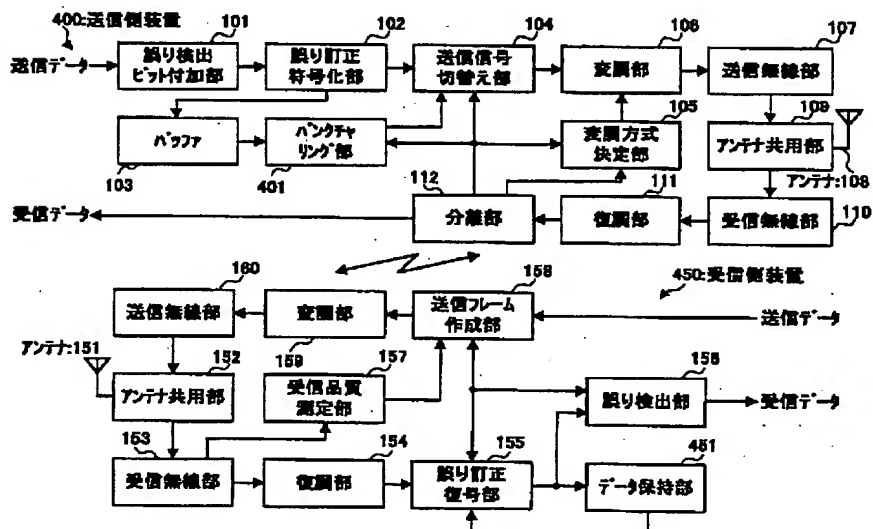 400:送信側装置
101
102
104
106
107
送信データ
誤り検出
ビット付加部
誤り訂正
符号化部
送信信号
切替え部
変調部
送信無線部
105
109
バッファ
パンクチャ
リング部
変調方式
決定部
アンテナ共用部
103
401
112
111
アンテナ:108
受信データ
分離部
復調部
受信無線部
110
160
158
450:受信側装置
送信無線部
変調部
送信フレーム
作成部
送信データ
アンテナ:151
152
159
157
156
アンテナ共用部
受信品質
測定部
誤り検出部
受信データ
153
154
155
451
受信無線部
復調部
誤り訂正
復号部
データ保持部